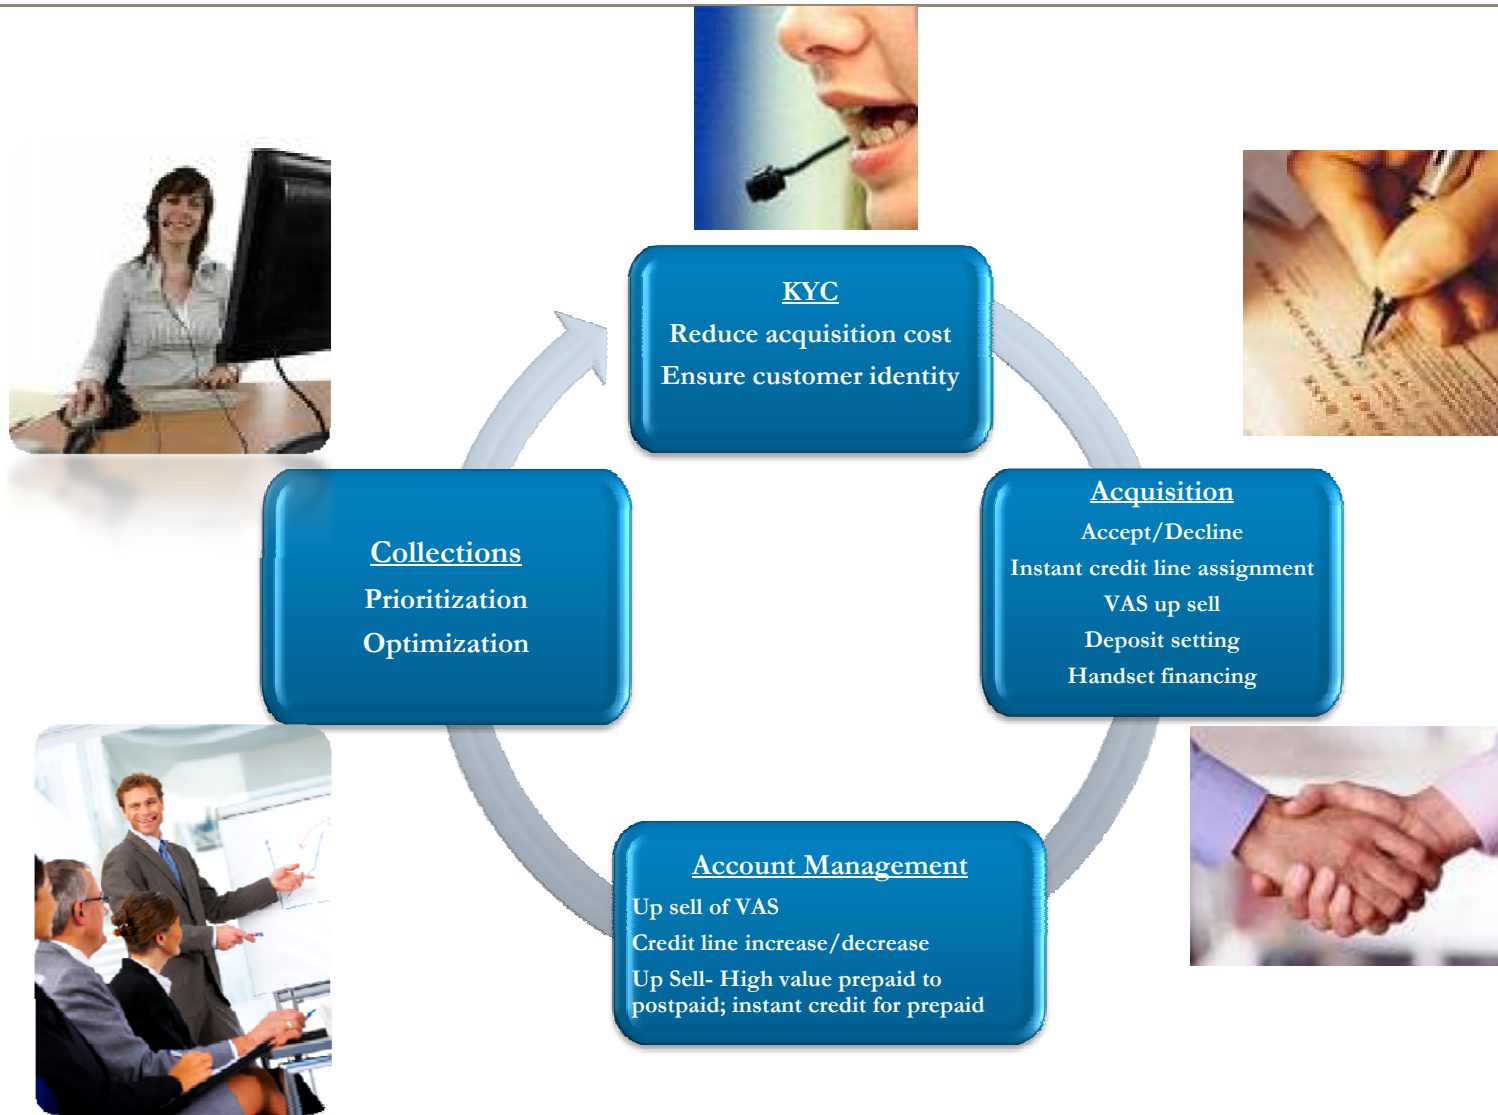 KYC
Reduce acquisition cost
Ensure customer identity
Acquisition
Accept/Decline
Instant credit line assignment
VAS up sell
Deposit setting
Handset financing
Account Management
Up sell of VAS
Credit line increase/decrease
Up Sell- High value prepaid to
postpaid; instant credit for prepaid
Collections
Prioritization
Optimization